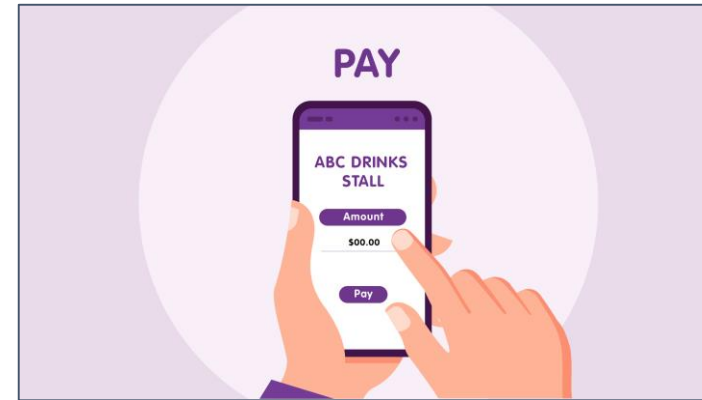 PAY
ABC DRINKS
STALL
Amount
$00.00
Pay